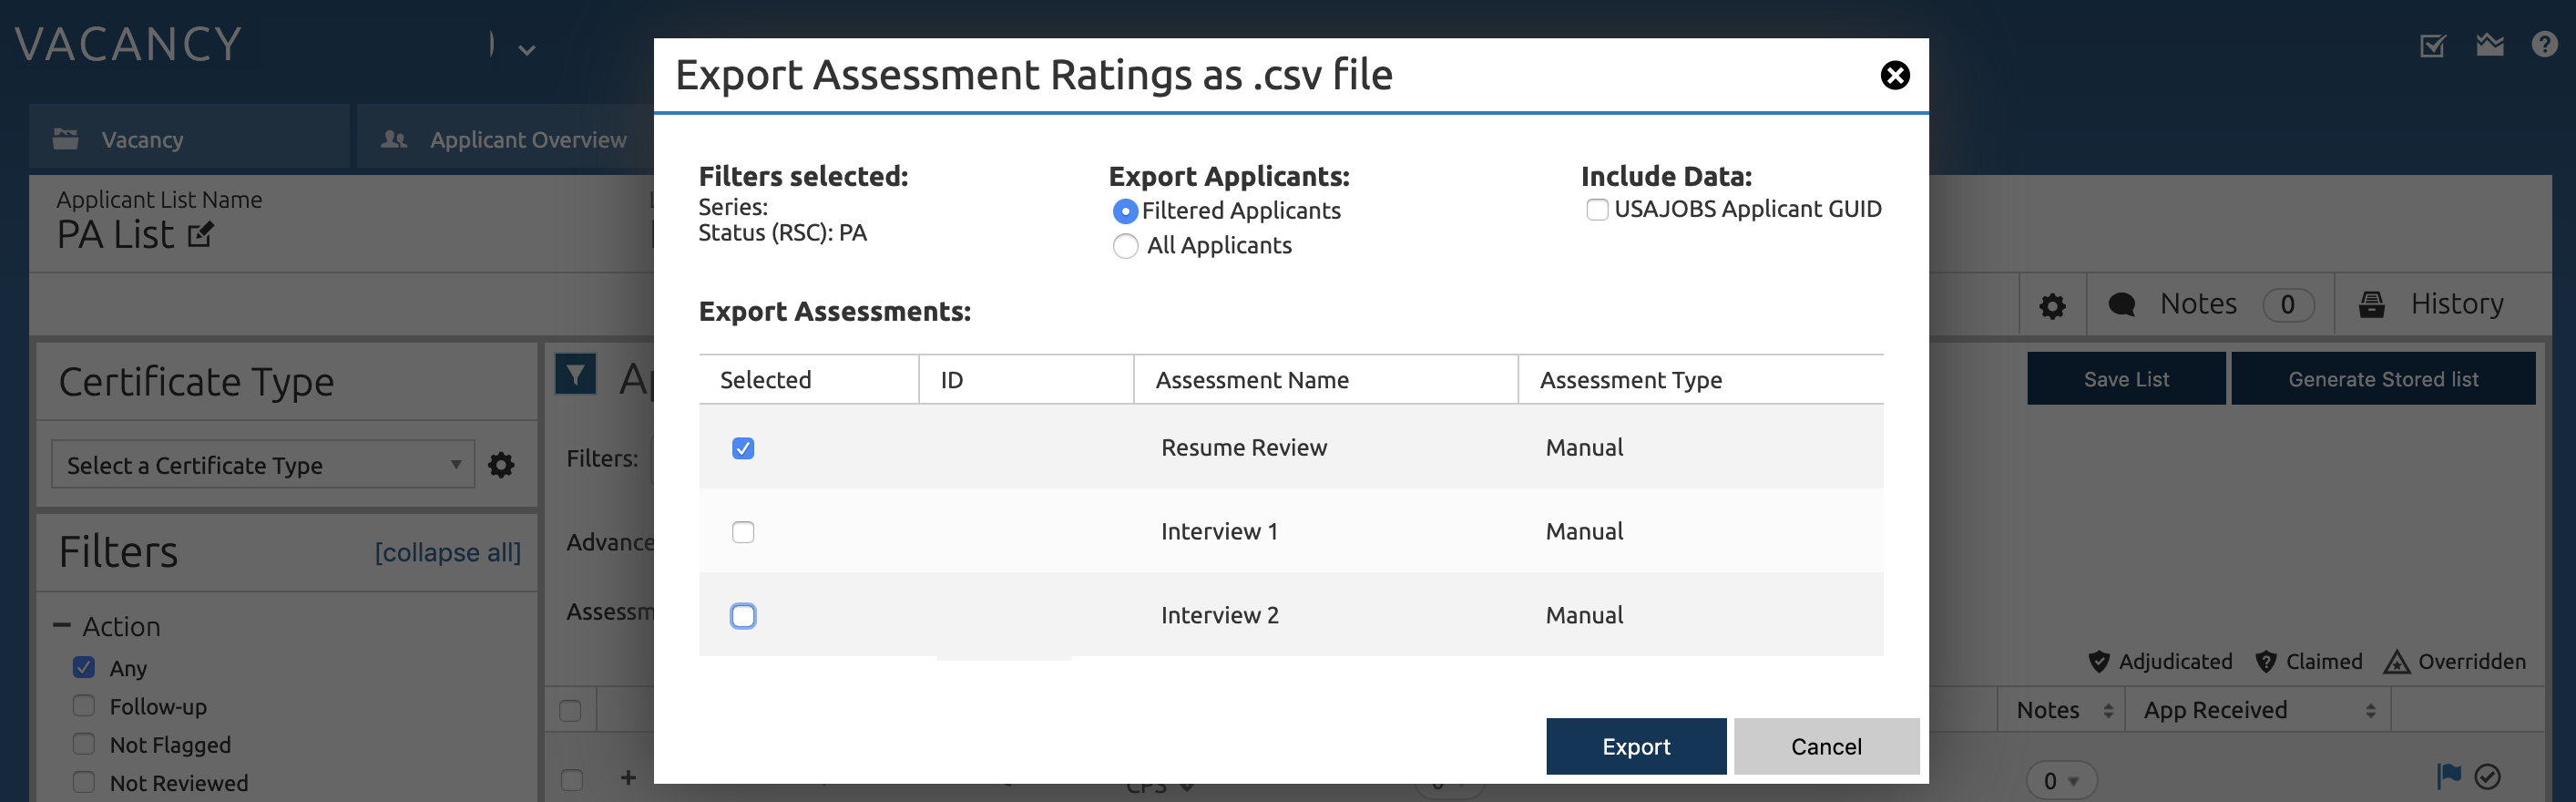 VACANCY
Export Assessment Ratings as .csv file
Vacancy
Applicant Overview
Applicant List Name
PA List
Filters selected:
Series:
Status (RSC): PA
Export Applicants:
Filtered Applicants
All Applicants
Include Data:
USAJOBS Applicant GUID
Notes 0
History
Export Assessments:
Selected ID Assessment Name Assessment Type
Resume Review Manual
Interview 1 Manual
Interview 2 Manual
Export
Cancel
Certificate Type
Select a Certificate Type
Filters [collapse all]
Action
Any
Follow-up
Not Flagged
Not Reviewed
Filters:
Save List
Generate Stored list
Adjudicated Claimed Overridden
Notes App Received
0